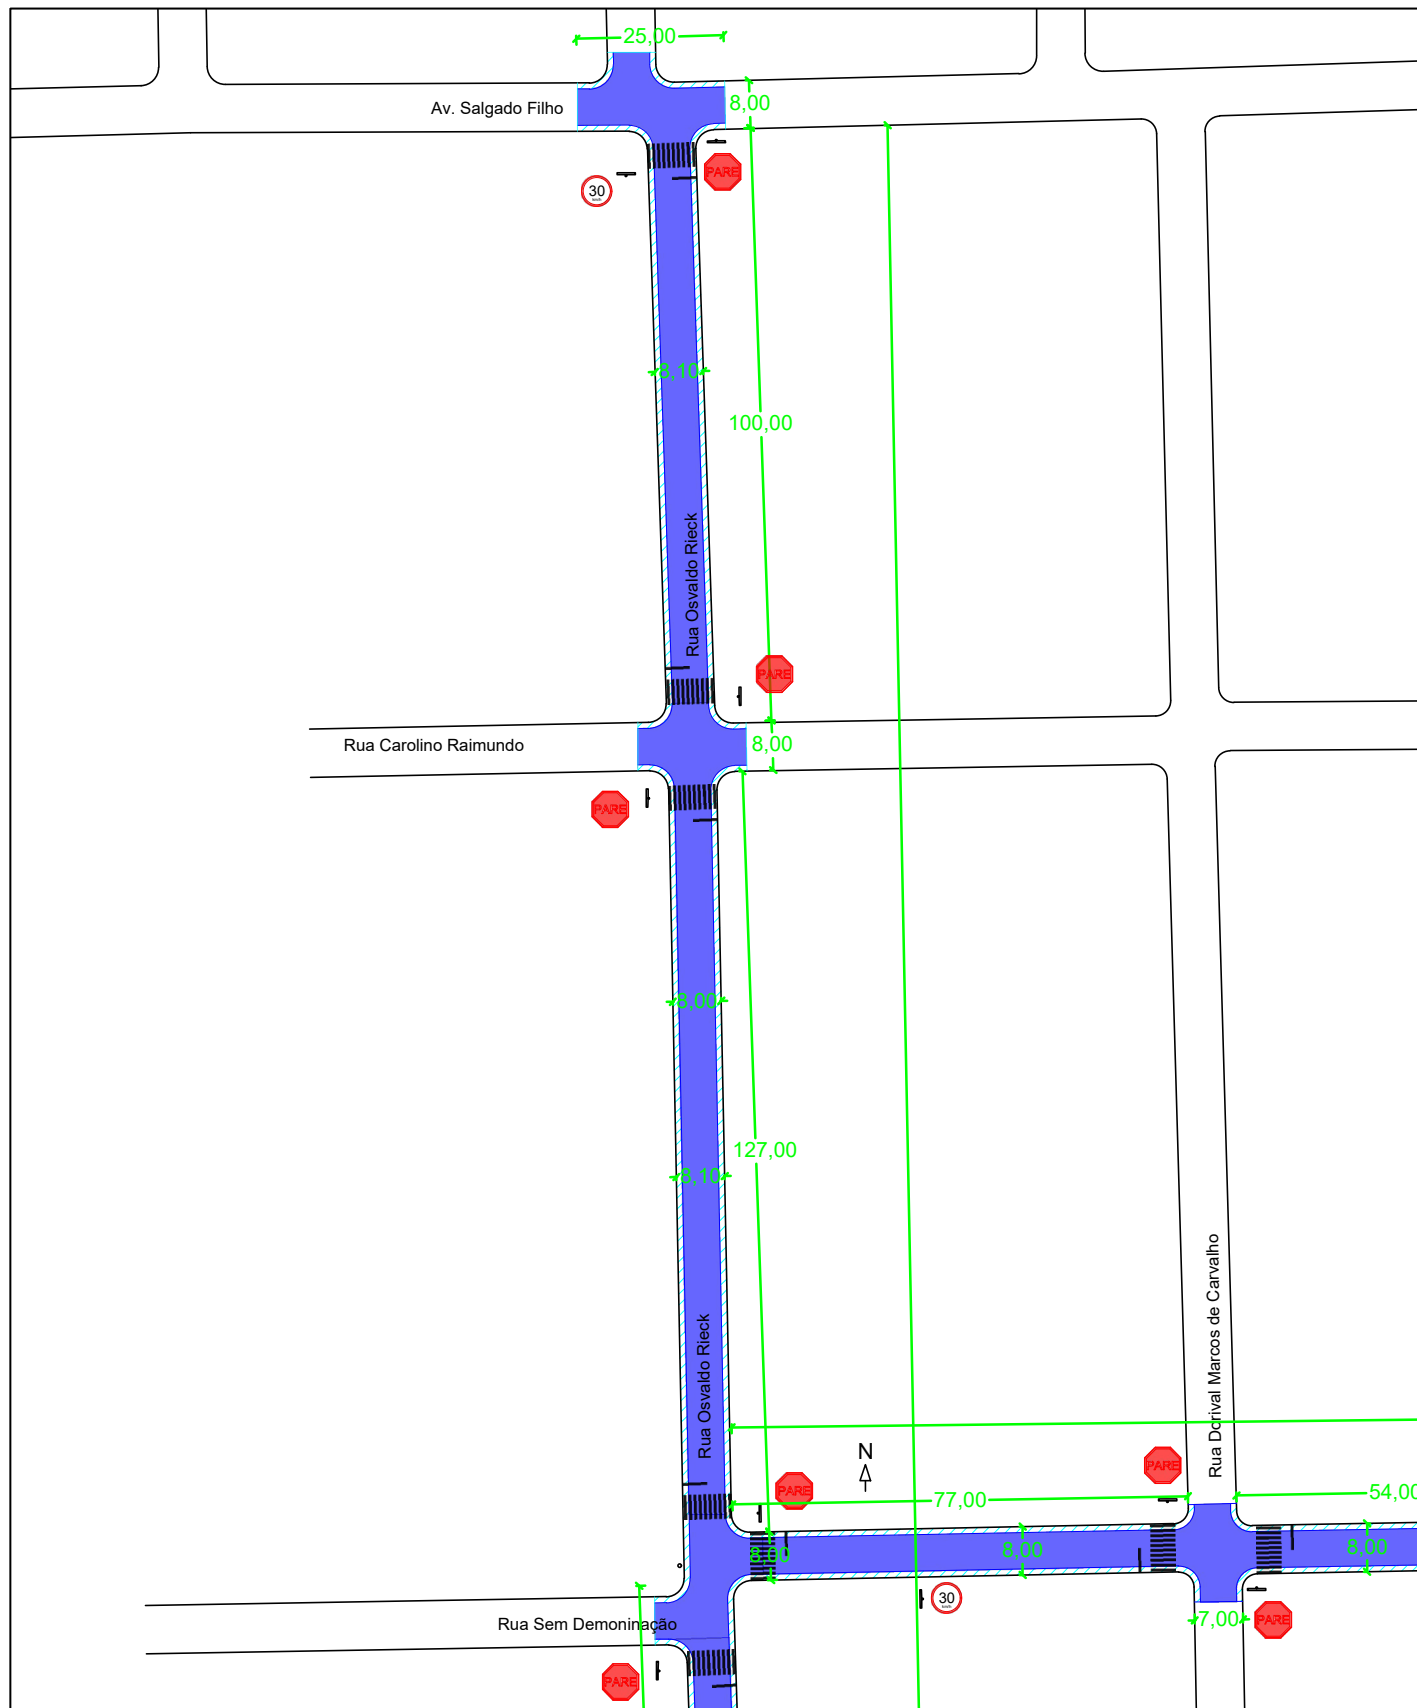 25,00
Av. Salgado Filho
8,00
PARE
30
km/h
8,10
100,00
Rua Osvaldo Rieck
PARE
Rua Carolino Raimundo
8,00
PARE
8,00
127,00
8,10
Rua Osvaldo Rieck
Rua Dorival Marcos de Carvalho
N
PARE
PARE
77,00
54,00
8,00
8,00
8,00
30
km/h
7,00
PARE
Rua Sem Demoninação
PARE